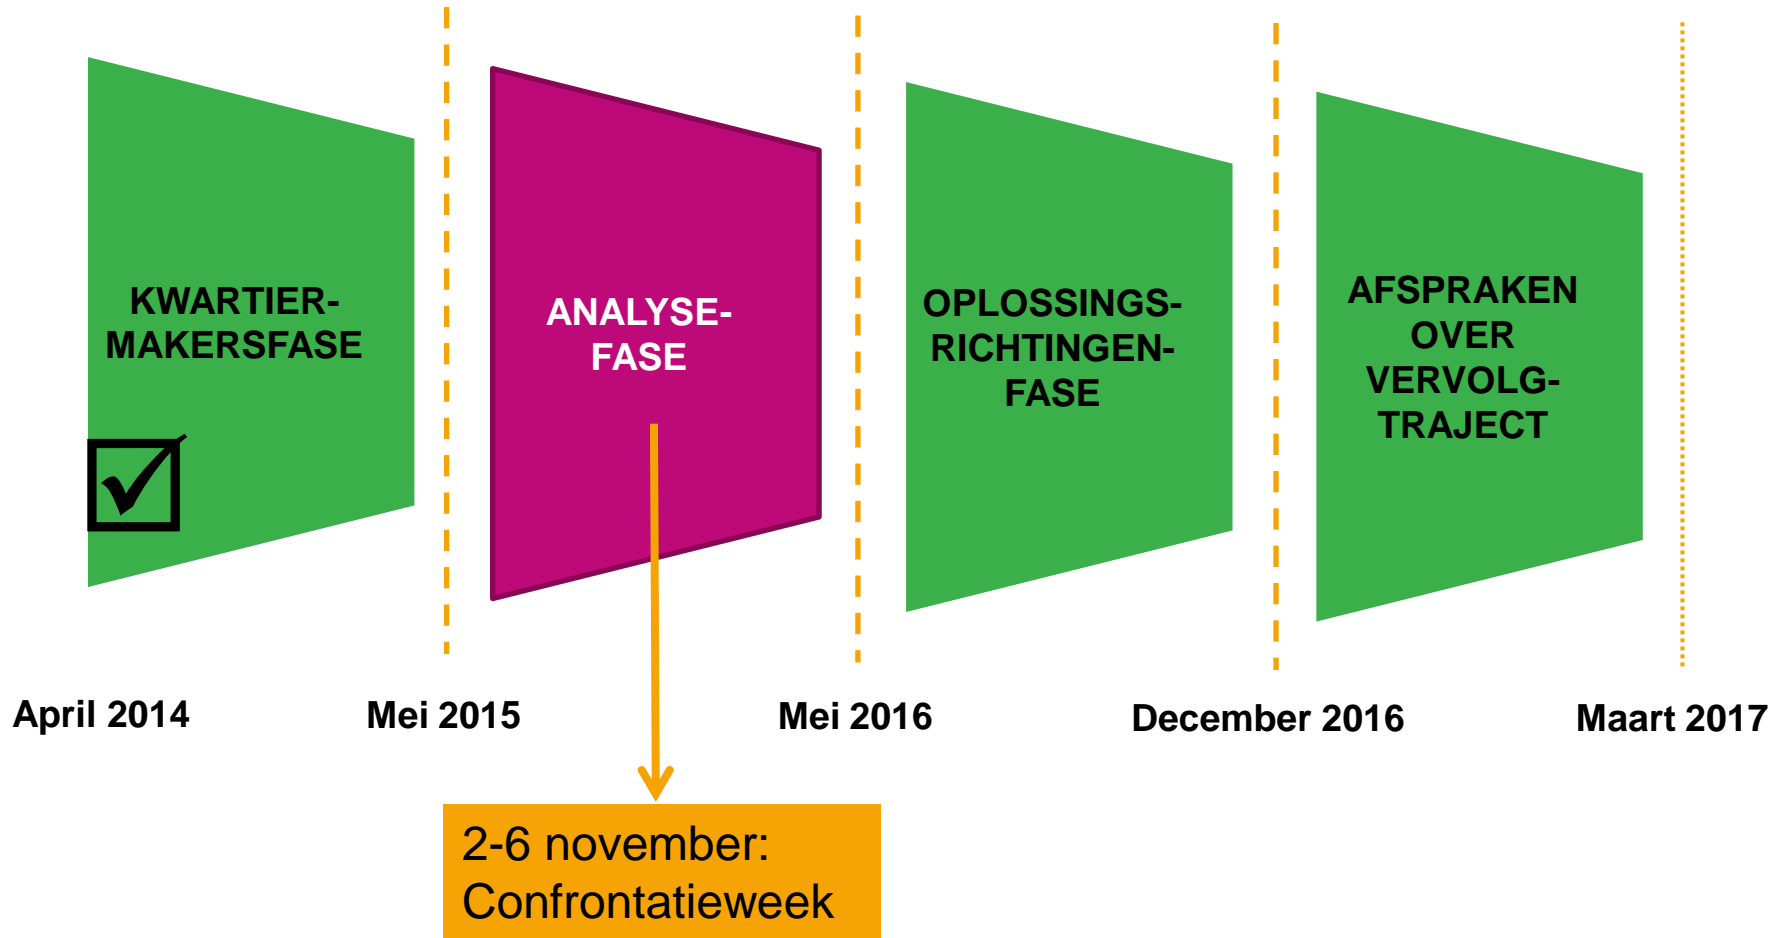 KWARTIER-
MAKERSFASE
ANALYSE-
FASE
OPLOSSINGS-
RICHTINGEN-
FASE
AFSPRAKEN
OVER
VERVOLG-
TRAJECT
April 2014
Mei 2015
Mei 2016
December 2016
Maart 2017
2-6 november:
Confrontatieweek